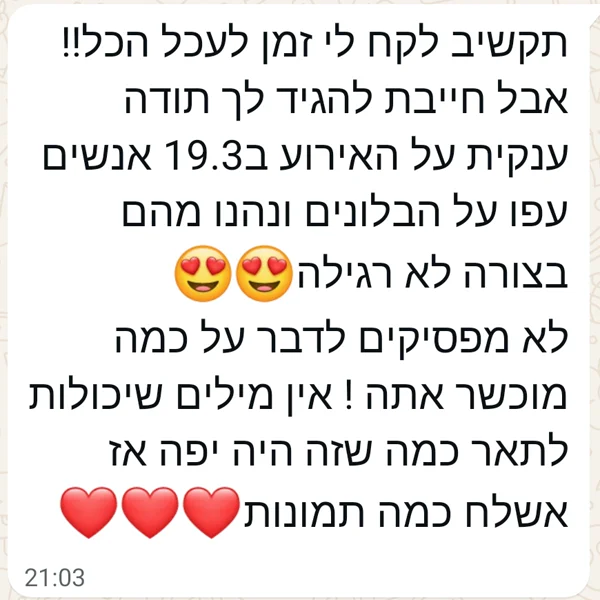 תקשיב לקח לי זמן לעכל הכל!!
אבל חייבת להגיד לך תודה
ענקית על האירוע ב19.3 אנשים
עפו על הבלונים ונהנו מהם
בצורה לא רגילה😍😍
לא מפסיקים לדבר על כמה
מוכשר אתה ! אין מילים שיכולות
לתאר כמה שזה היה יפה אז
אשלח כמה תמונות❤️❤️❤️
21:03